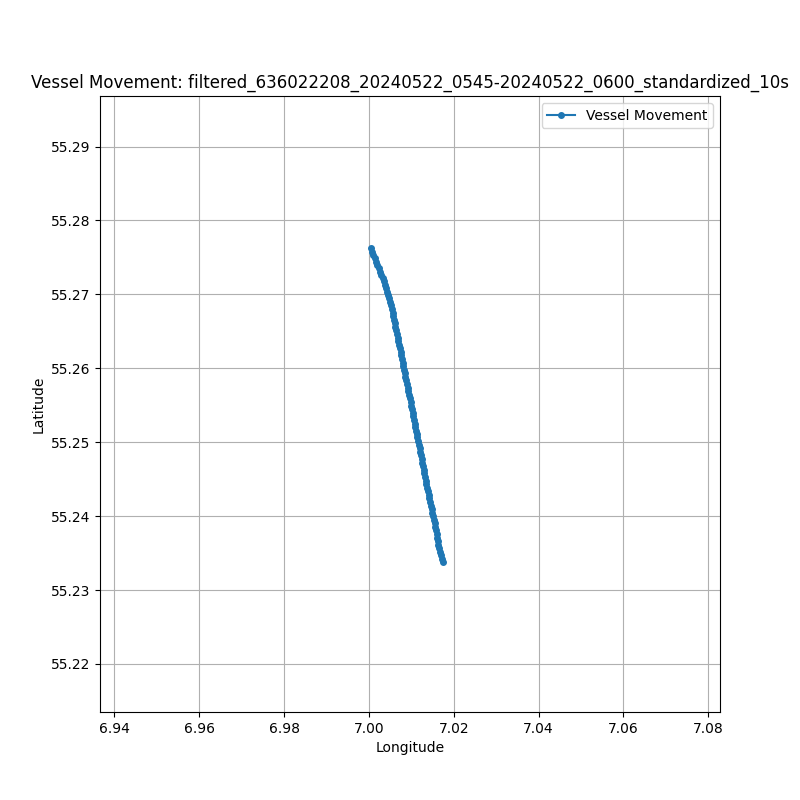 Vessel Movement: filtered_636022208_20240522_0545-20240522_0600_standardized_10s
Vessel Movement
55.29
55.28
55.27
55.26
55.25
55.24
55.23
55.22
Latitude
6.94 6.96 6.98 7.00 7.02 7.04 7.06 7.08
Longitude